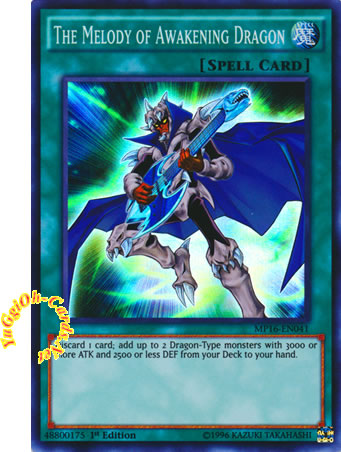 THE MELODY OF AWAKENING DRAGON 魔
[SPELL CARD]
MP16-EN041
Discard 1 card; add up to 2 Dragon-Type monsters with 3000 or
more ATK and 2500 or less DEF from your Deck to your hand.
48800175 1st Edition ©1996 KAZUKI TAKAHASHI